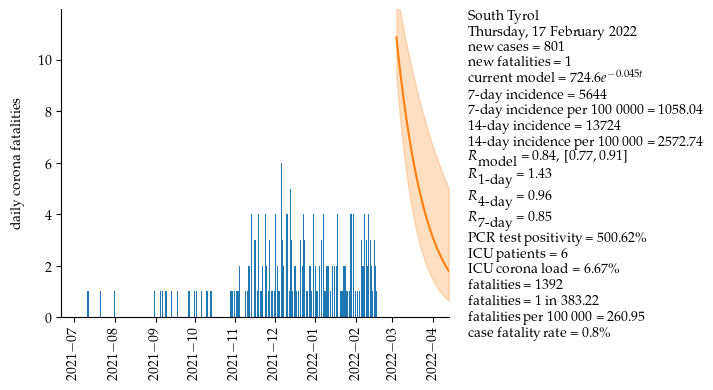 daily corona fatalities
10
8
6
4
2
0
2021−07
2021−08
2021−09
2021−10
2021−11
2021−12
2022−01
2022−02
2022−03
2022−04
South Tyrol
Thursday, 17 February 2022
new cases = 801
new fatalities = 1
current model = 724.6e^{−0.045t}
7-day incidence = 5644
7-day incidence per 100 0000 = 1058.04
14-day incidence = 13724
14-day incidence per 100 000 = 2572.74
R_model = 0.84, [0.77, 0.91]
R_1-day = 1.43
R_4-day = 0.96
R_7-day = 0.85
PCR test positivity = 500.62%
ICU patients = 6
ICU corona load = 6.67%
fatalities = 1392
fatalities = 1 in 383.22
fatalities per 100 000 = 260.95
case fatality rate = 0.8%